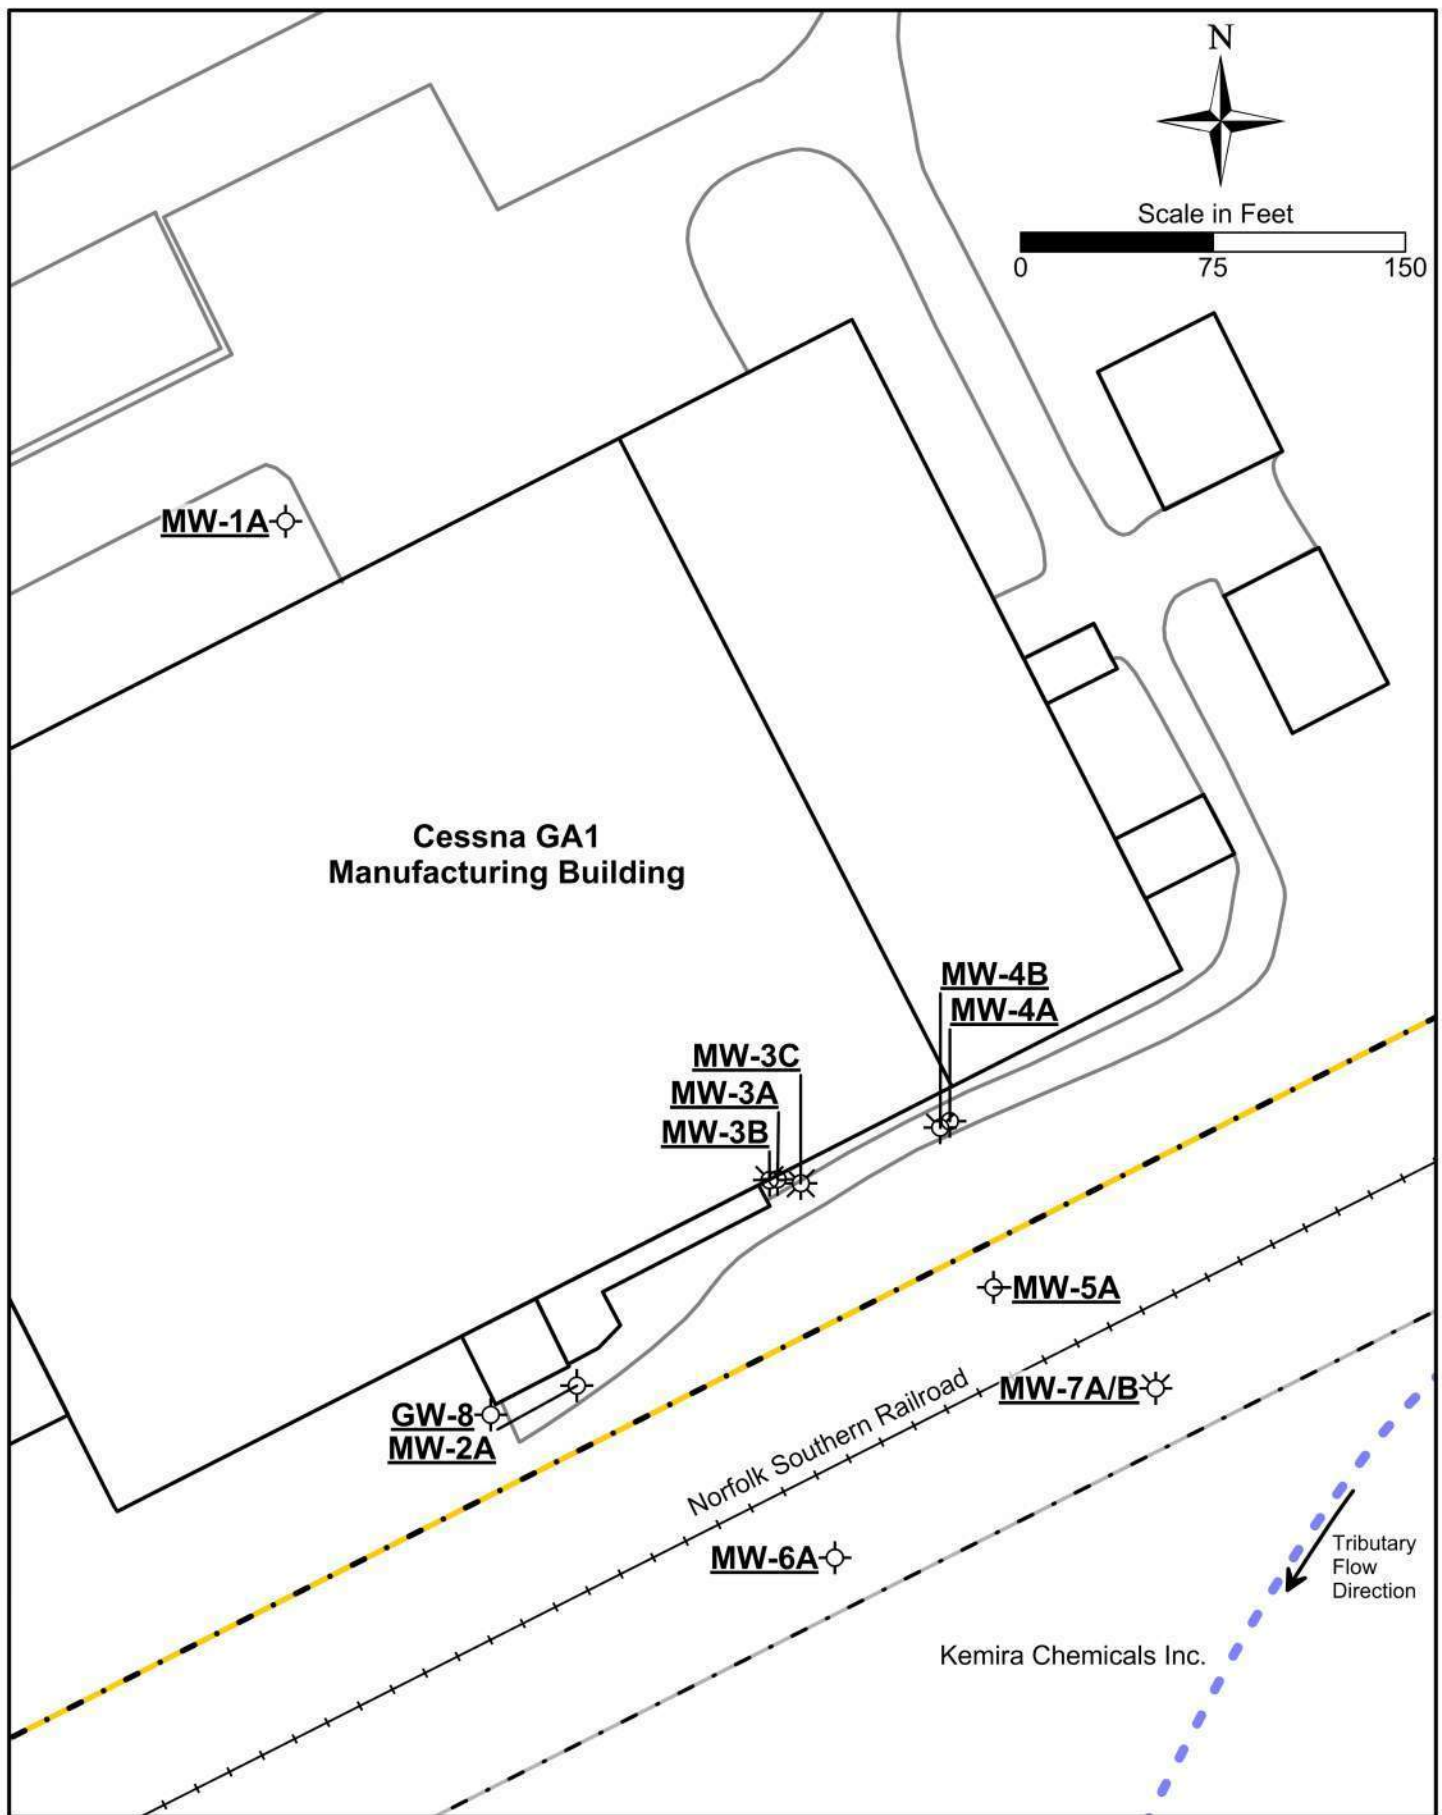 N
Scale in Feet
0 75 150
MW-1A
Cessna GA1
Manufacturing Building
MW-4B
MW-4A
MW-3C
MW-3A
MW-3B
MW-5A
MW-7A/B
GW-8
MW-2A
Norfolk Southern Railroad
MW-6A
Tributary
Flow
Direction
Kemira Chemicals Inc.